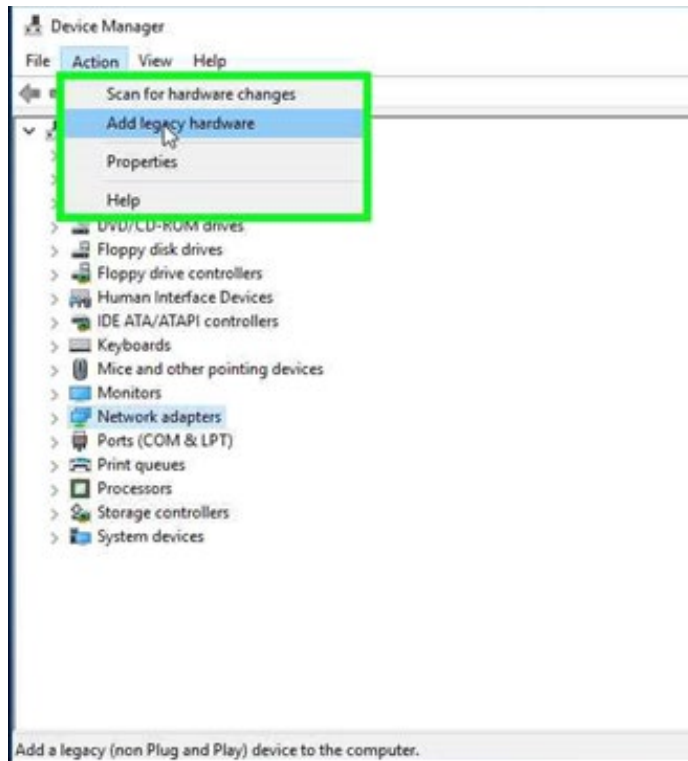 Device Manager
File Action View Help
Scan for hardware changes
Add legacy hardware
Properties
Help
DVD/CD-ROM drives
Floppy disk drives
Floppy drive controllers
Human Interface Devices
IDE ATA/ATAPI controllers
Keyboards
Mice and other pointing devices
Monitors
Network adapters
Ports (COM & LPT)
Print queues
Processors
Storage controllers
System devices
Add a legacy (non Plug and Play) device to the computer.